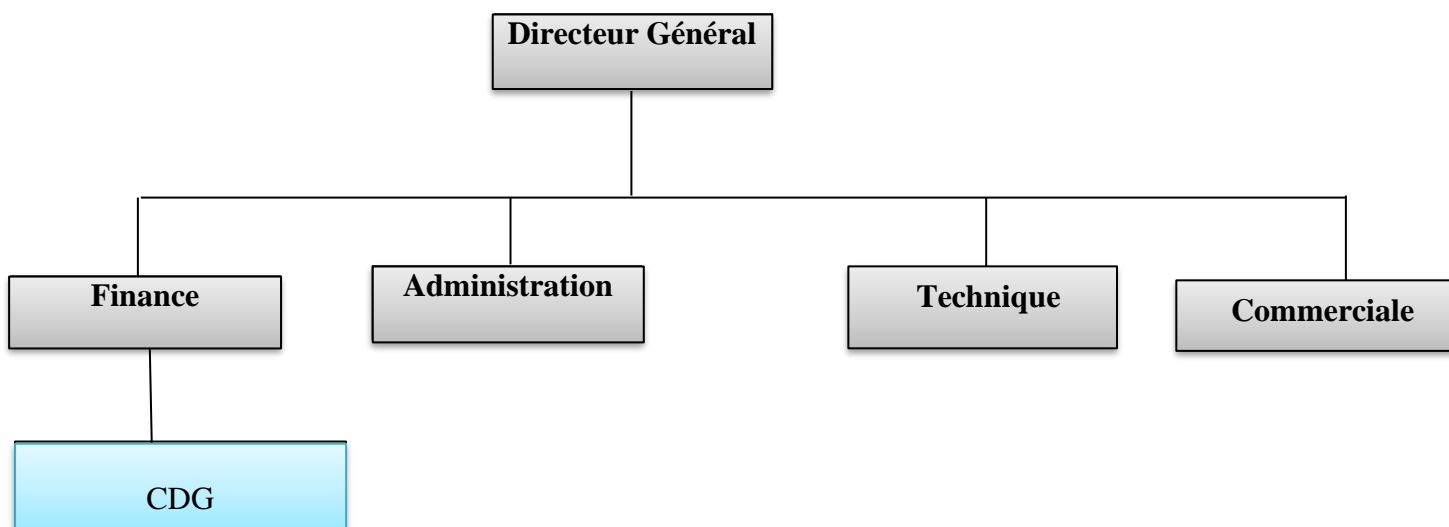 Directeur Général
Finance
Administration
Technique
Commerciale
CDG